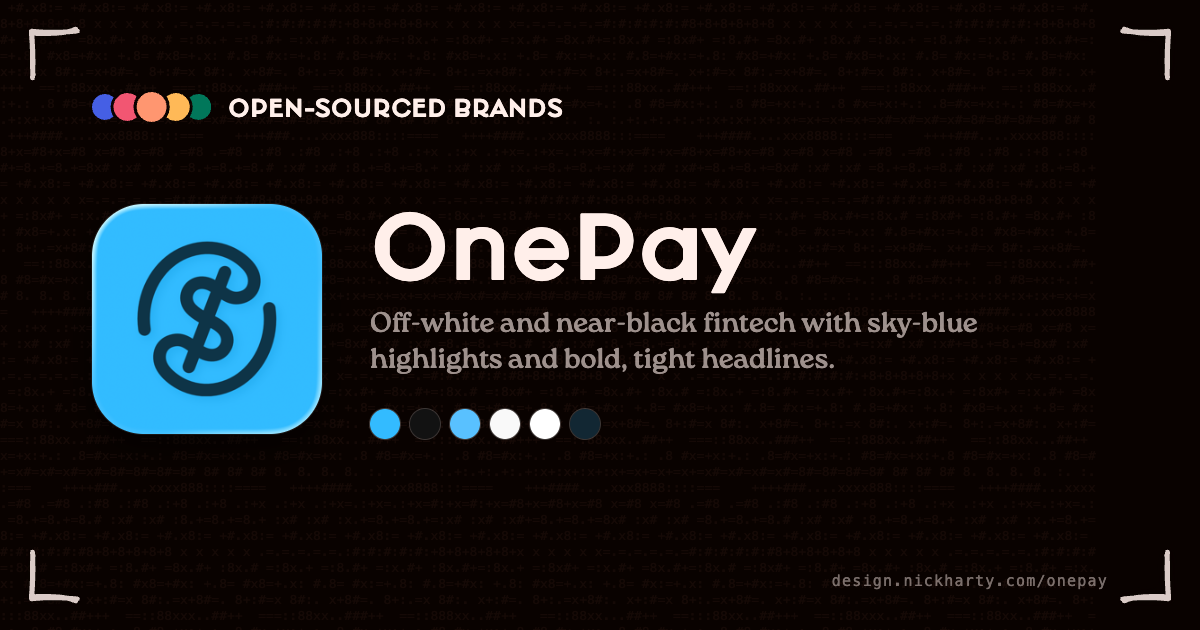 OPEN-SOURCED BRANDS
OnePay
Off-white and near-black fintech with sky-blue
highlights and bold, tight headlines.
design.nickharty.com/onepay